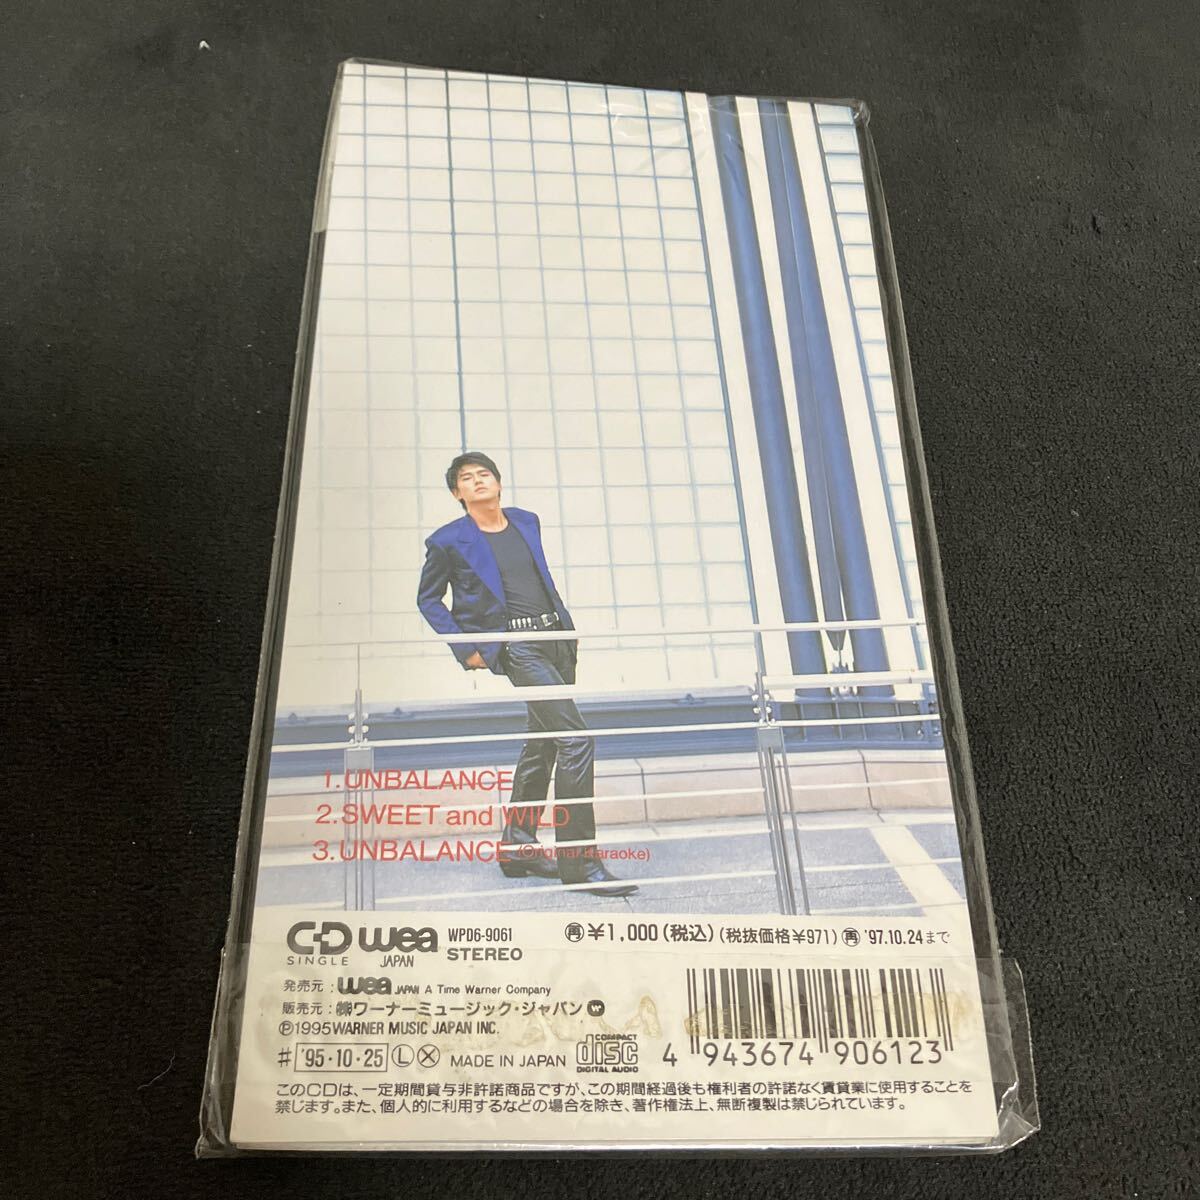 1.UNBALANCE
2.SWEET and WILD
3.UNBALANCE (Original Karaoke)
CD SINGLE wea JAPAN WPD6-9061 STEREO 再¥1,000(税込)(税抜価格¥971)再'97.10.24まで
発売元:wea JAPAN A Time Warner Company
販売元:㈱ワーナーミュージック・ジャパン
Ⓟ1995WARNER MUSIC JAPAN INC.
♯'95・10・25 Ⓛ Ⓧ MADE IN JAPAN COMPACT disc DIGITAL AUDIO 4 943674 906123
このCDは、一定期間貸与非許諾商品ですが、この期間経過後も権利者の許諾なく賃貸業に使用することを
禁じます。また、個人的に利用するなどの場合を除き、著作権法上、無断複製は禁じられています。